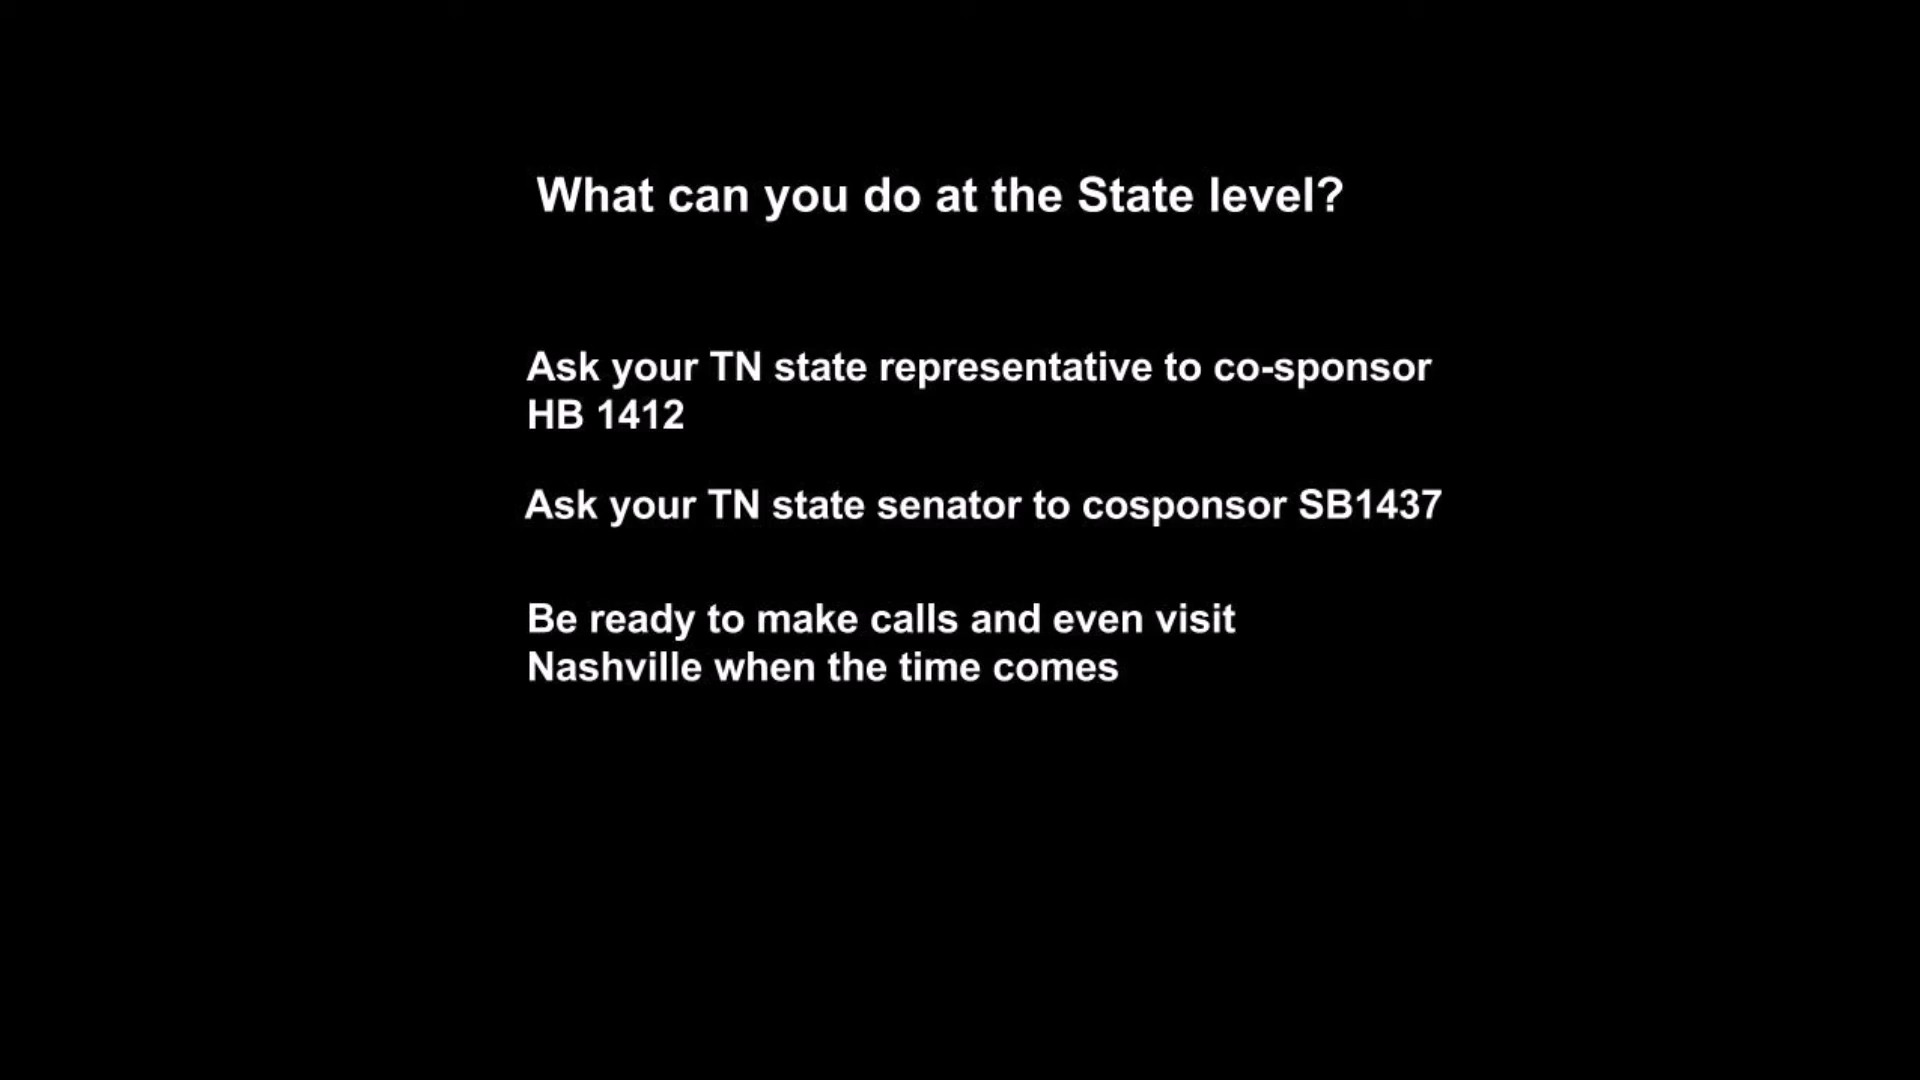 What can you do at the State level?
Ask your TN state representative to co-sponsor
HB 1412
Ask your TN state senator to cosponsor SB1437
Be ready to make calls and even visit
Nashville when the time comes